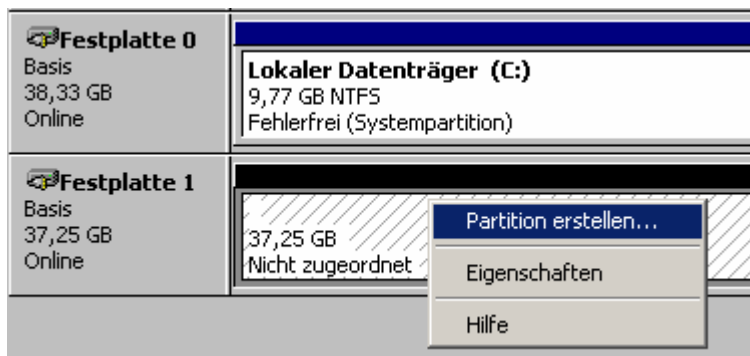 Festplatte 0
Basis
38,33 GB
Online
Lokaler Datenträger (C:)
9,77 GB NTFS
Fehlerfrei (Systempartition)
Festplatte 1
Basis
37,25 GB
Online
37,25 GB
Nicht zugeordnet
Partition erstellen...
Eigenschaften
Hilfe